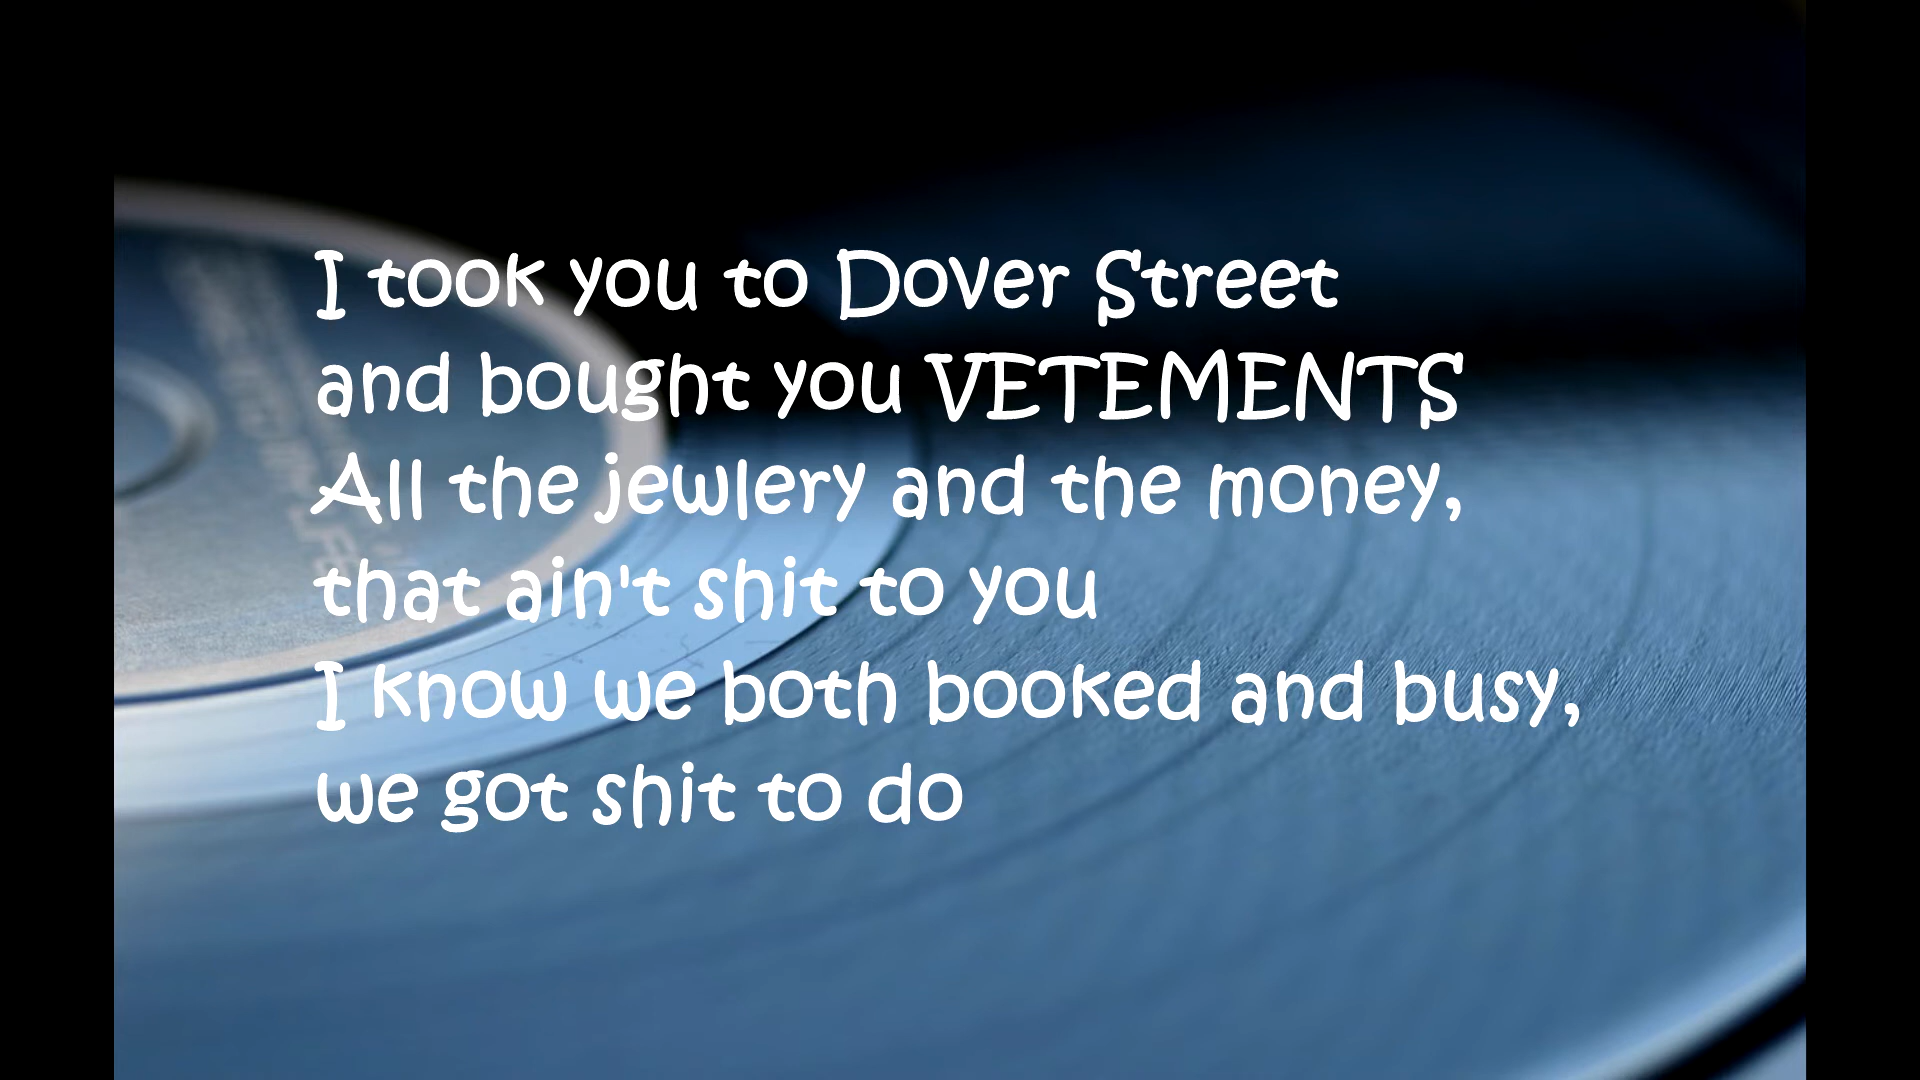 I took you to Dover Street
and bought you VETEMENTS
All the jewlery and the money,
that ain't shit to you
I know we both booked and busy,
we got shit to do